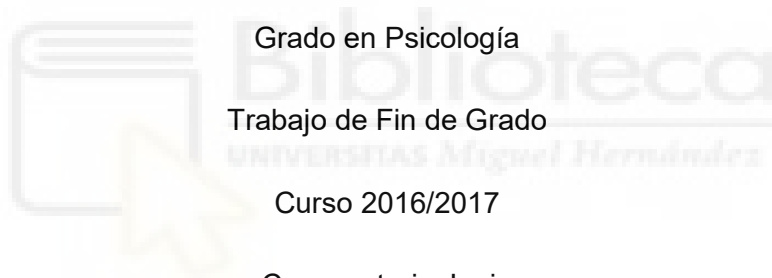 Biblioteca
Grado en Psicología
Trabajo de Fin de Grado
UNIVERSITAS Miguel Hernández
Curso 2016/2017